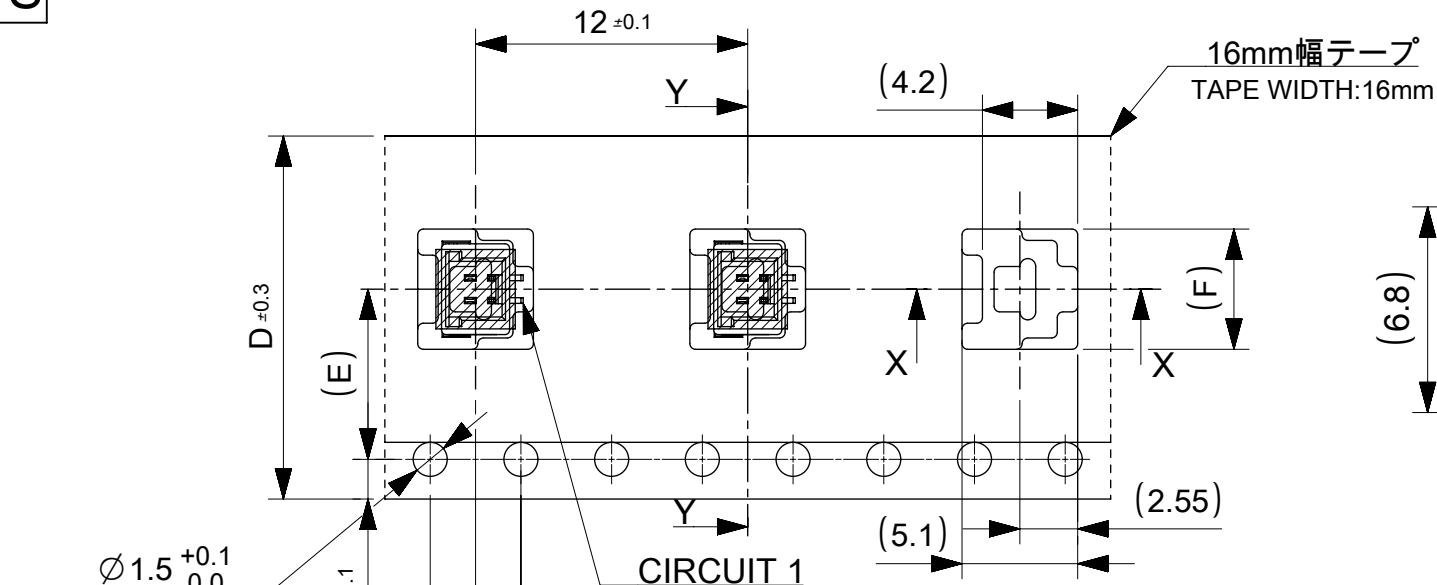 12 ±0.1
16mm幅テープ
TAPE WIDTH:16mm
(4.2)
Y
D ±0.3
(E)
X
X
(F)
(6.8)
Y
(2.55)
(5.1)
Ø1.5 +0.1
0.0
CIRCUIT 1